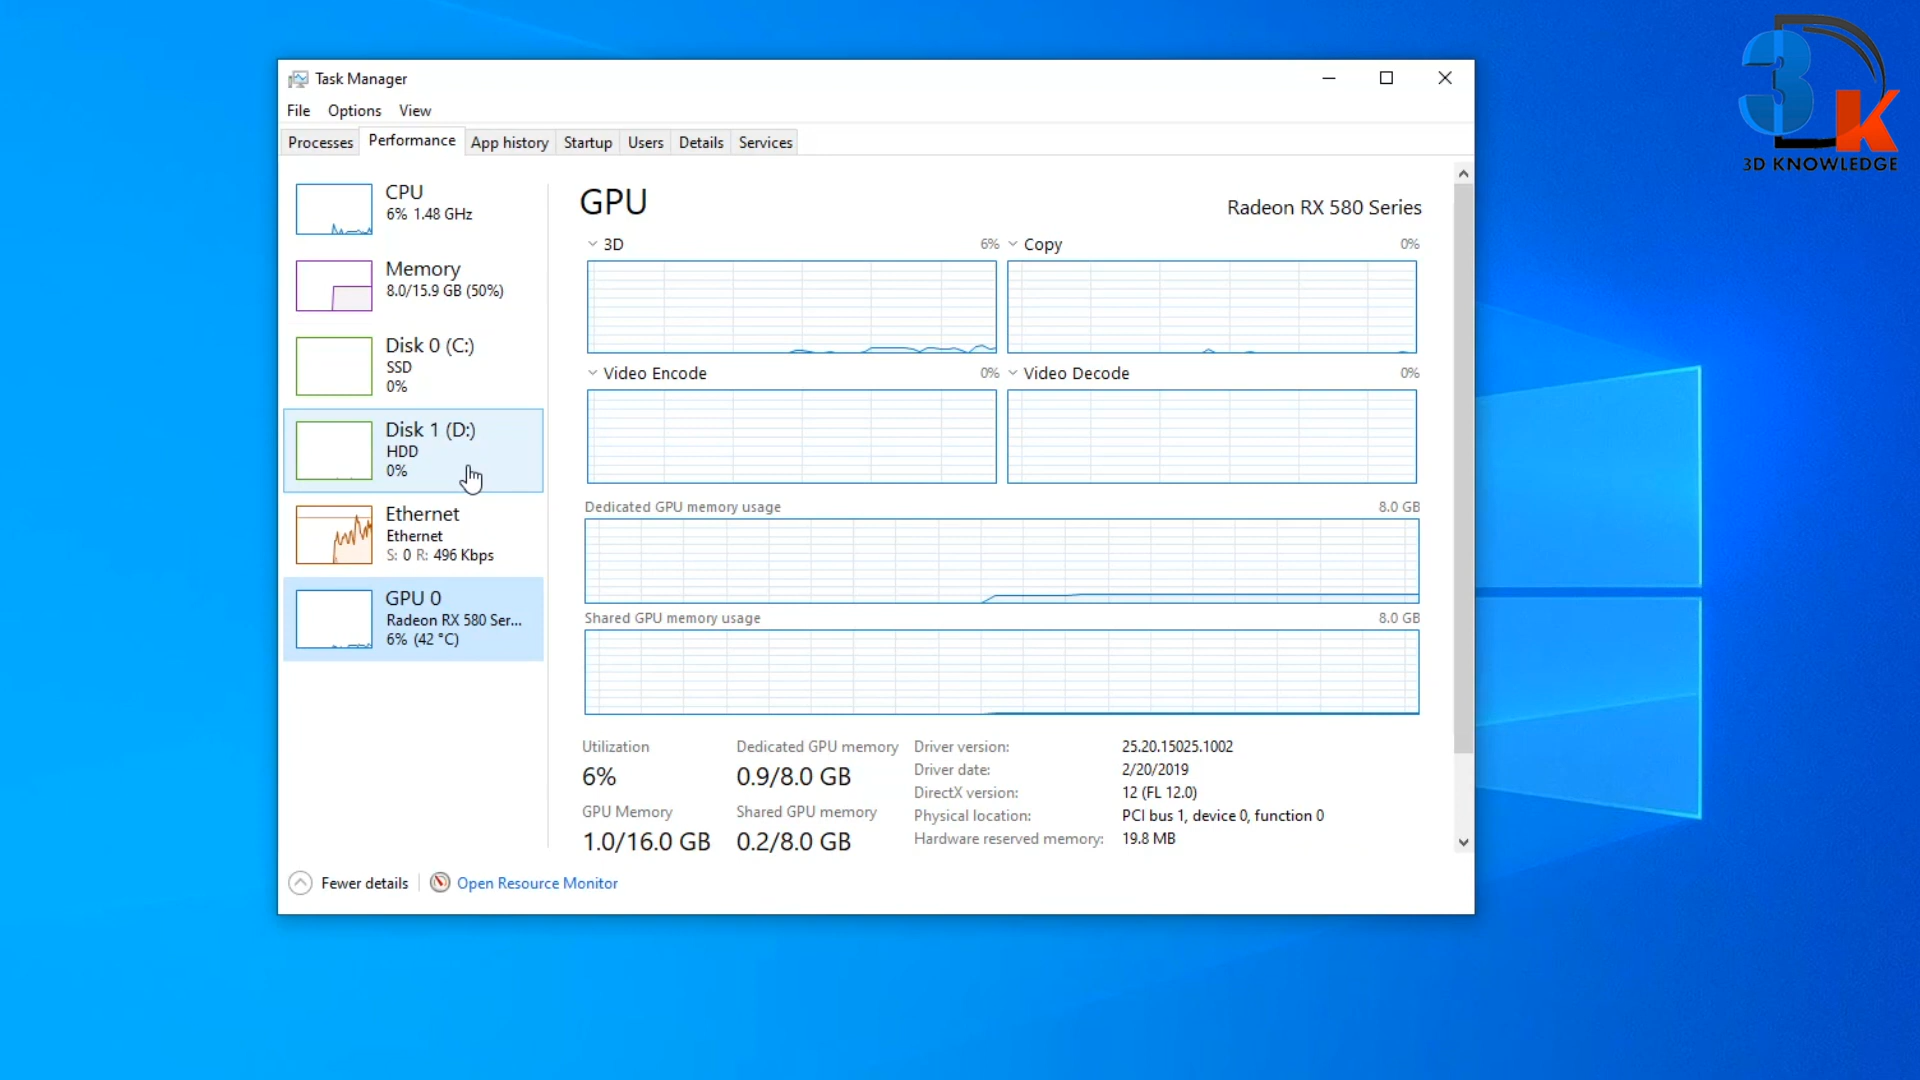 Task Manager
File Options View
Processes Performance App history Startup Users Details Services
CPU
6% 1.48 GHz
Memory
8.0/15.9 GB (50%)
Disk 0 (C:)
SSD
0%
Disk 1 (D:)
HDD
0%
Ethernet
Ethernet
S: 0 R: 496 Kbps
GPU 0
Radeon RX 580 Ser...
6% (42 °C)
GPU
Radeon RX 580 Series
3D 6%
Copy 0%
Video Encode 0%
Video Decode 0%
Dedicated GPU memory usage 8.0 GB
Shared GPU memory usage 8.0 GB
Utilization
6%
Dedicated GPU memory
0.9/8.0 GB
GPU Memory
1.0/16.0 GB
Shared GPU memory
0.2/8.0 GB
Driver version: 25.20.15025.1002
Driver date: 2/20/2019
DirectX version: 12 (FL 12.0)
Physical location: PCI bus 1, device 0, function 0
Hardware reserved memory: 19.8 MB
Fewer details
Open Resource Monitor
3DK
3D KNOWLEDGE